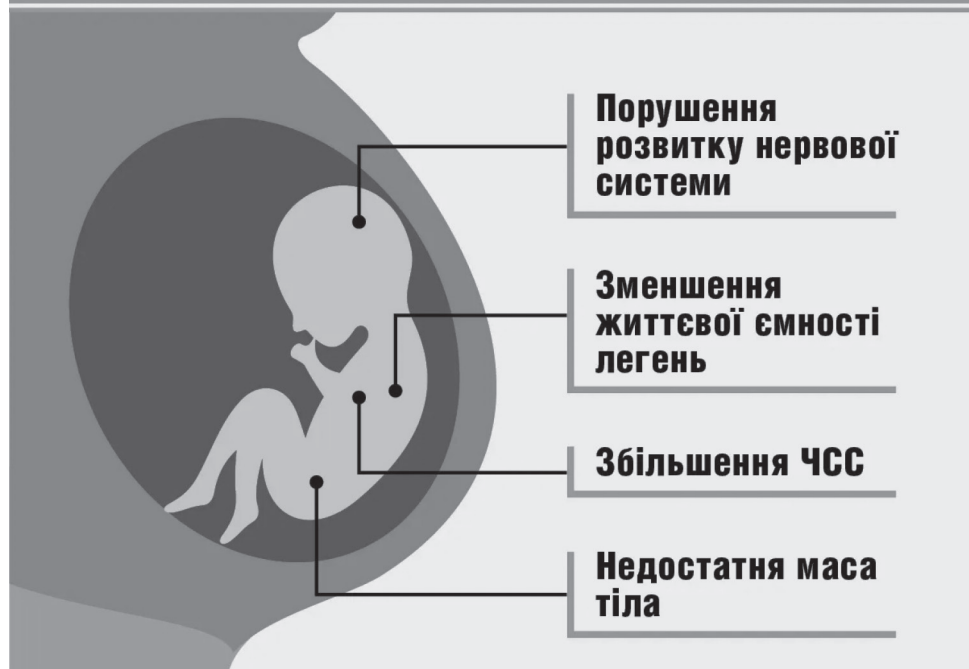 Порушення
розвитку нервової
системи
Зменшення
життєвої ємності
легень
Збільшення ЧСС
Недостатня маса
тіла